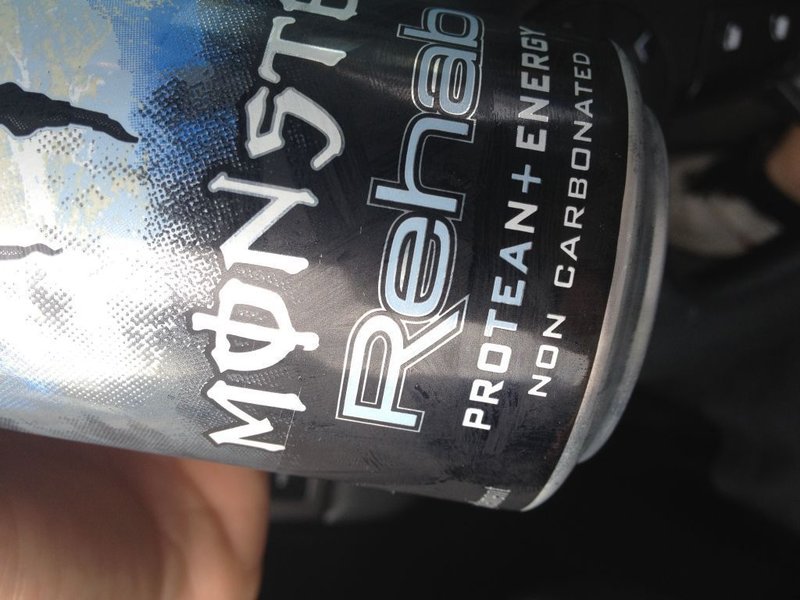 MONSTE
Rehab
PROTEAN + ENERGY
NON CARBONATED